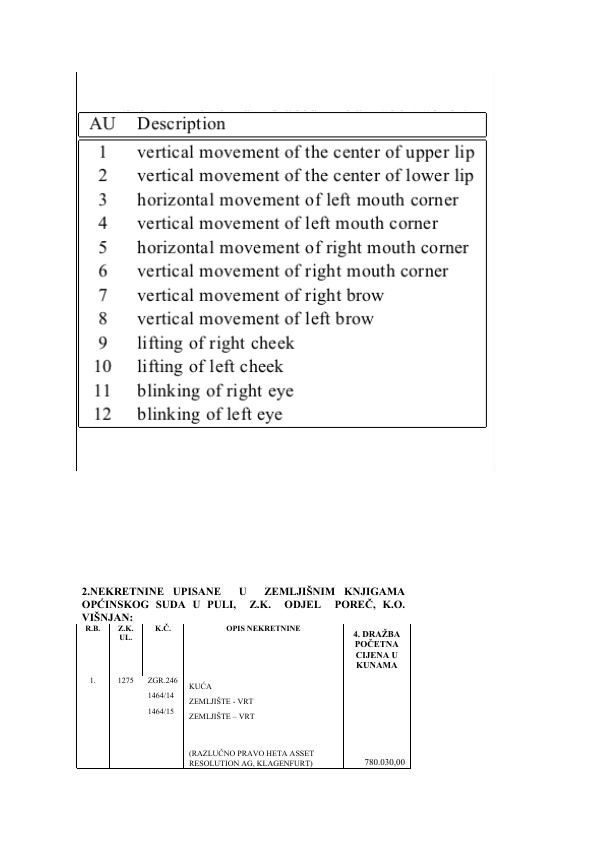 AU Description
1 vertical movement of the center of upper lip
2 vertical movement of the center of lower lip
3 horizontal movement of left mouth corner
4 vertical movement of left mouth corner
5 horizontal movement of right mouth corner
6 vertical movement of right mouth corner
7 vertical movement of right brow
8 vertical movement of left brow
9 lifting of right cheek
10 lifting of left cheek
11 blinking of right eye
12 blinking of left eye
2.NEKRETNINE UPISANE U ZEMLJIŠNIM KNJIGAMA
OPĆINSKOG SUDA U PULI, Z.K. ODJEL POREČ, K.O.
VIŠNJAN:
R.B. Z.K. UL. K.Č. OPIS NEKRETNINE 4. DRAŽBA POČETNA CIJENA U KUNAMA
1. 1275 ZGR.246 KUĆA
1464/14 ZEMLJIŠTE - VRT
1464/15 ZEMLJIŠTE – VRT
(RAZLUČNO PRAVO HETA ASSET
RESOLUTION AG, KLAGENFURT) 780.030,00